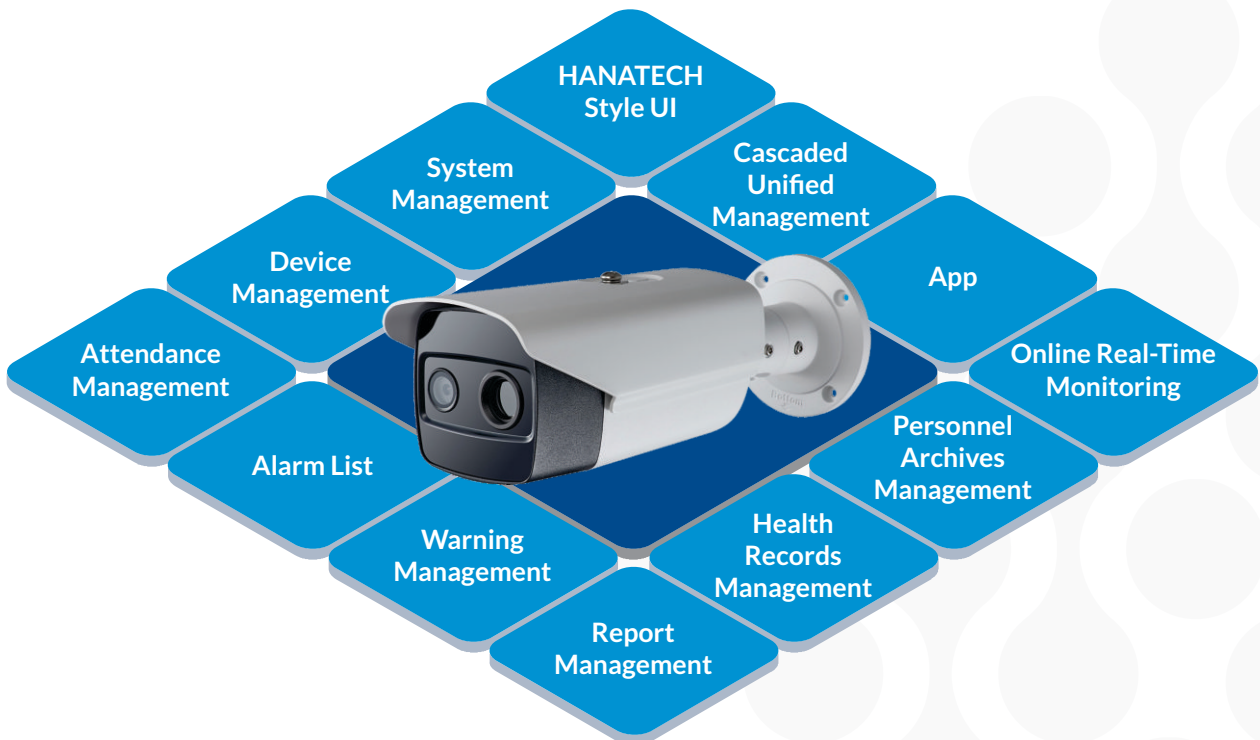 HANATECH
Style UI
System
Management
Cascaded
Unified
Management
Device
Management
App
Attendance
Management
Online Real-Time
Monitoring
Alarm List
Personnel
Archives
Management
Warning
Management
Health
Records
Management
Report
Management